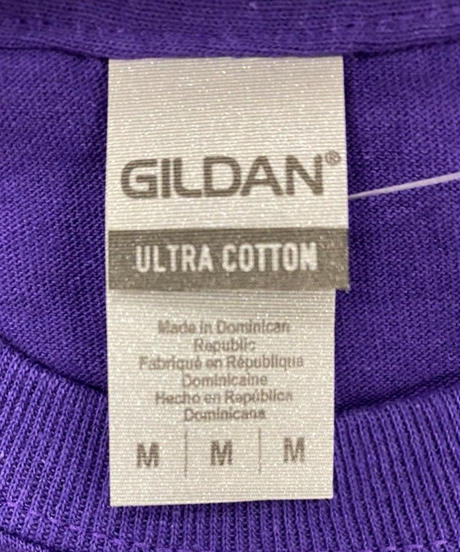 GILDAN®
ULTRA COTTON
Made in Dominican
Republic
Fabriqué en République
Dominicaine
Hecho en República
Dominicana
M | M | M